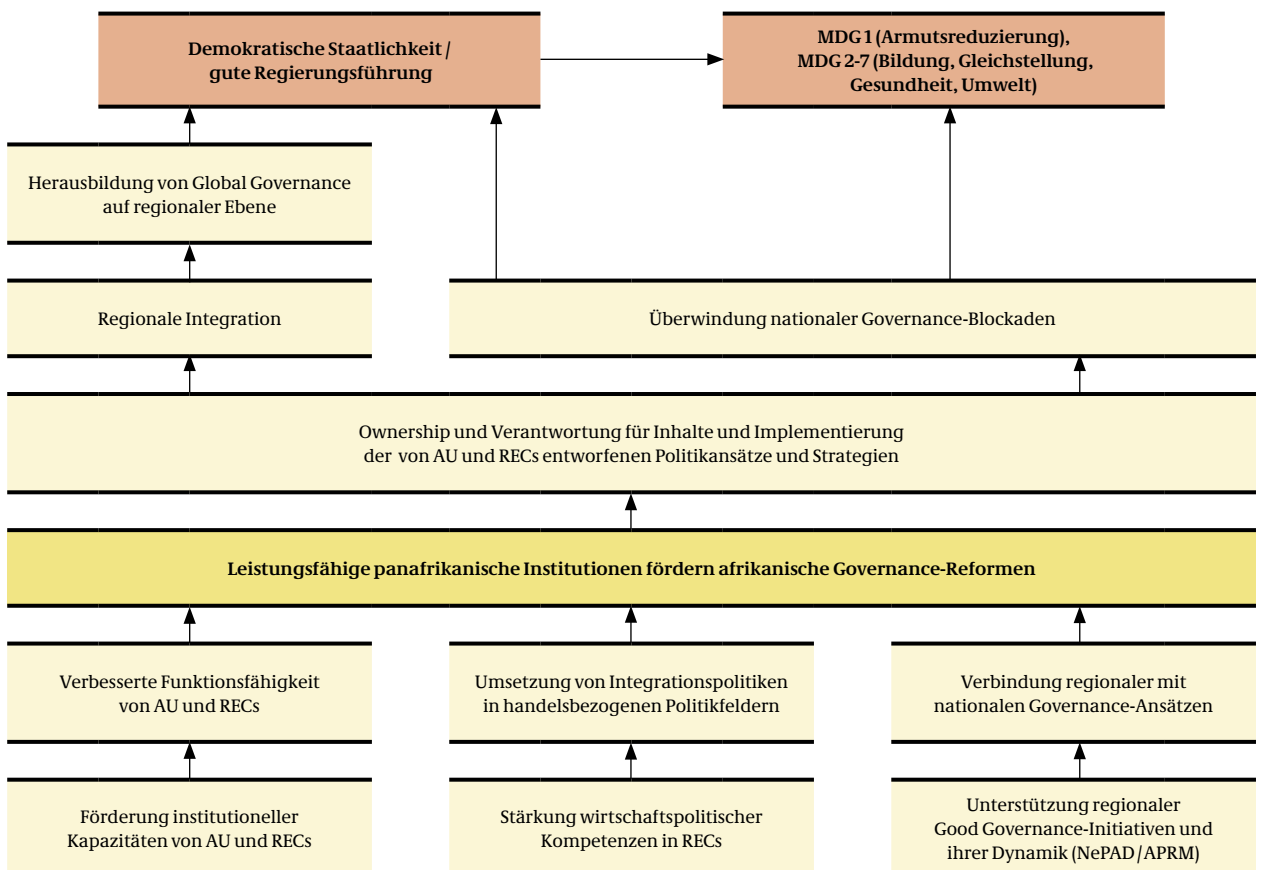 Demokratische Staatlichkeit /
gute Regierungsführung
MDG 1 (Armutsreduzierung),
MDG 2-7 (Bildung, Gleichstellung,
Gesundheit, Umwelt)
Herausbildung von Global Governance
auf regionaler Ebene
Regionale Integration
Überwindung nationaler Governance-Blockaden
Ownership und Verantwortung für Inhalte und Implementierung
der von AU und RECs entworfenen Politikansätze und Strategien
Leistungsfähige panafrikanische Institutionen fördern afrikanische Governance-Reformen
Verbesserte Funktionsfähigkeit
von AU und RECs
Umsetzung von Integrationspolitiken
in handelsbezogenen Politikfeldern
Verbindung regionaler mit
nationalen Governance-Ansätzen
Förderung institutioneller
Kapazitäten von AU und RECs
Stärkung wirtschaftspolitischer
Kompetenzen in RECs
Unterstützung regionaler
Good Governance-Initiativen und
ihrer Dynamik (NePAD / APRM)